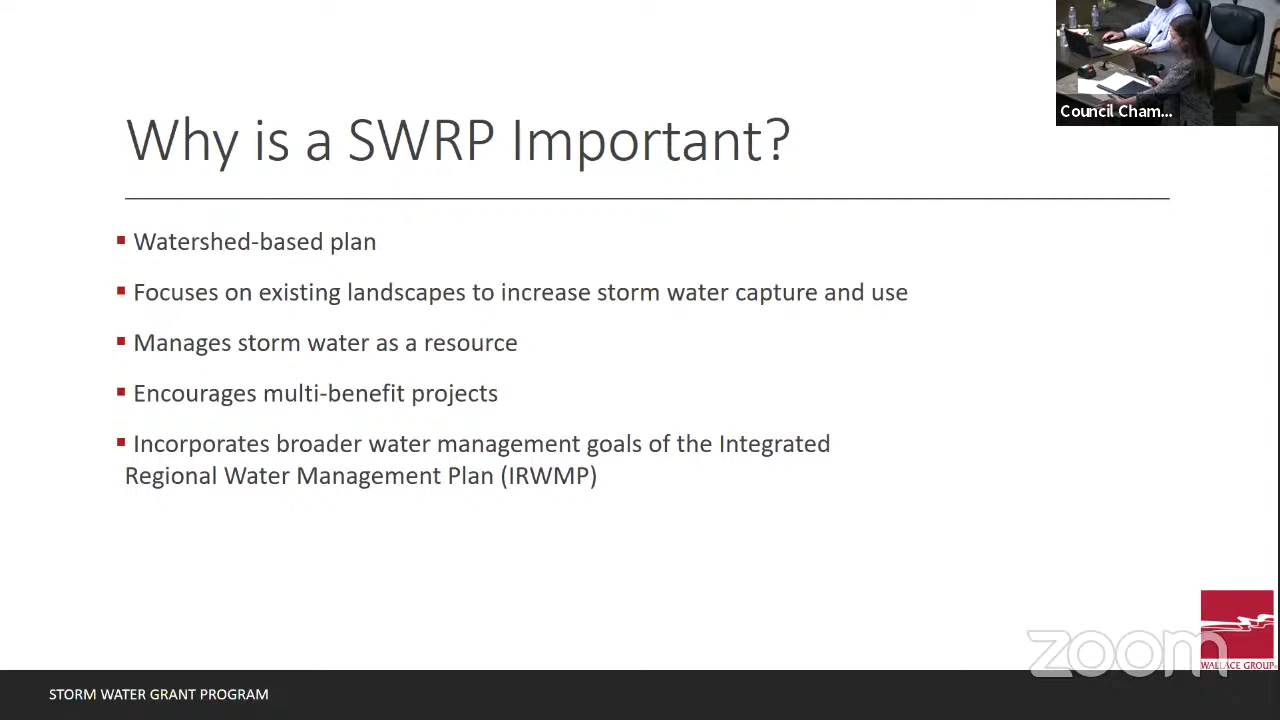 Council Cham...
Why is a SWRP Important?
Watershed-based plan
Focuses on existing landscapes to increase storm water capture and use
Manages storm water as a resource
Encourages multi-benefit projects
Incorporates broader water management goals of the Integrated
Regional Water Management Plan (IRWMP)
zoom
WALLACE GROUP®
STORM WATER GRANT PROGRAM